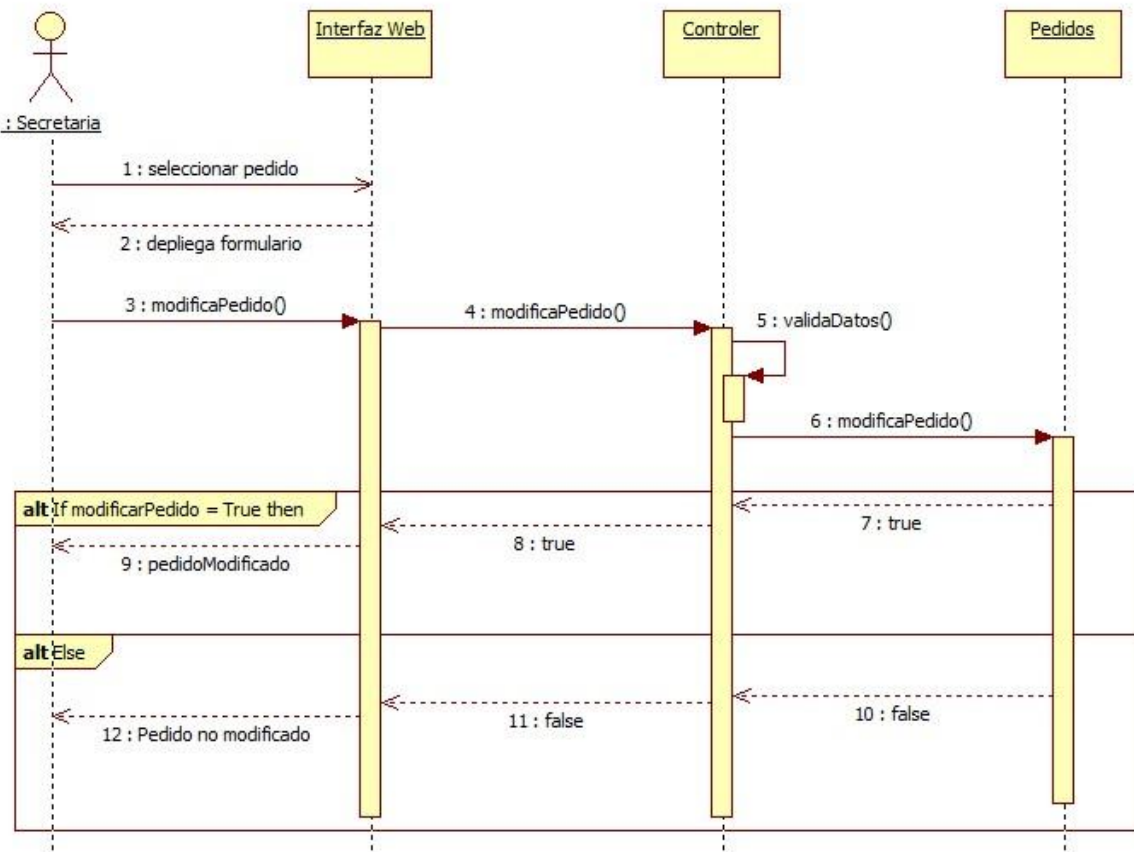 Interfaz Web
Controler
Pedidos
: Secretaria
1 : seleccionar pedido
2 : depliega formulario
3 : modificaPedido()
4 : modificaPedido()
5 : validaDatos()
6 : modificaPedido()
alt If modificarPedido = True then
7 : true
8 : true
9 : pedidoModificado
alt Else
10 : false
11 : false
12 : Pedido no modificado